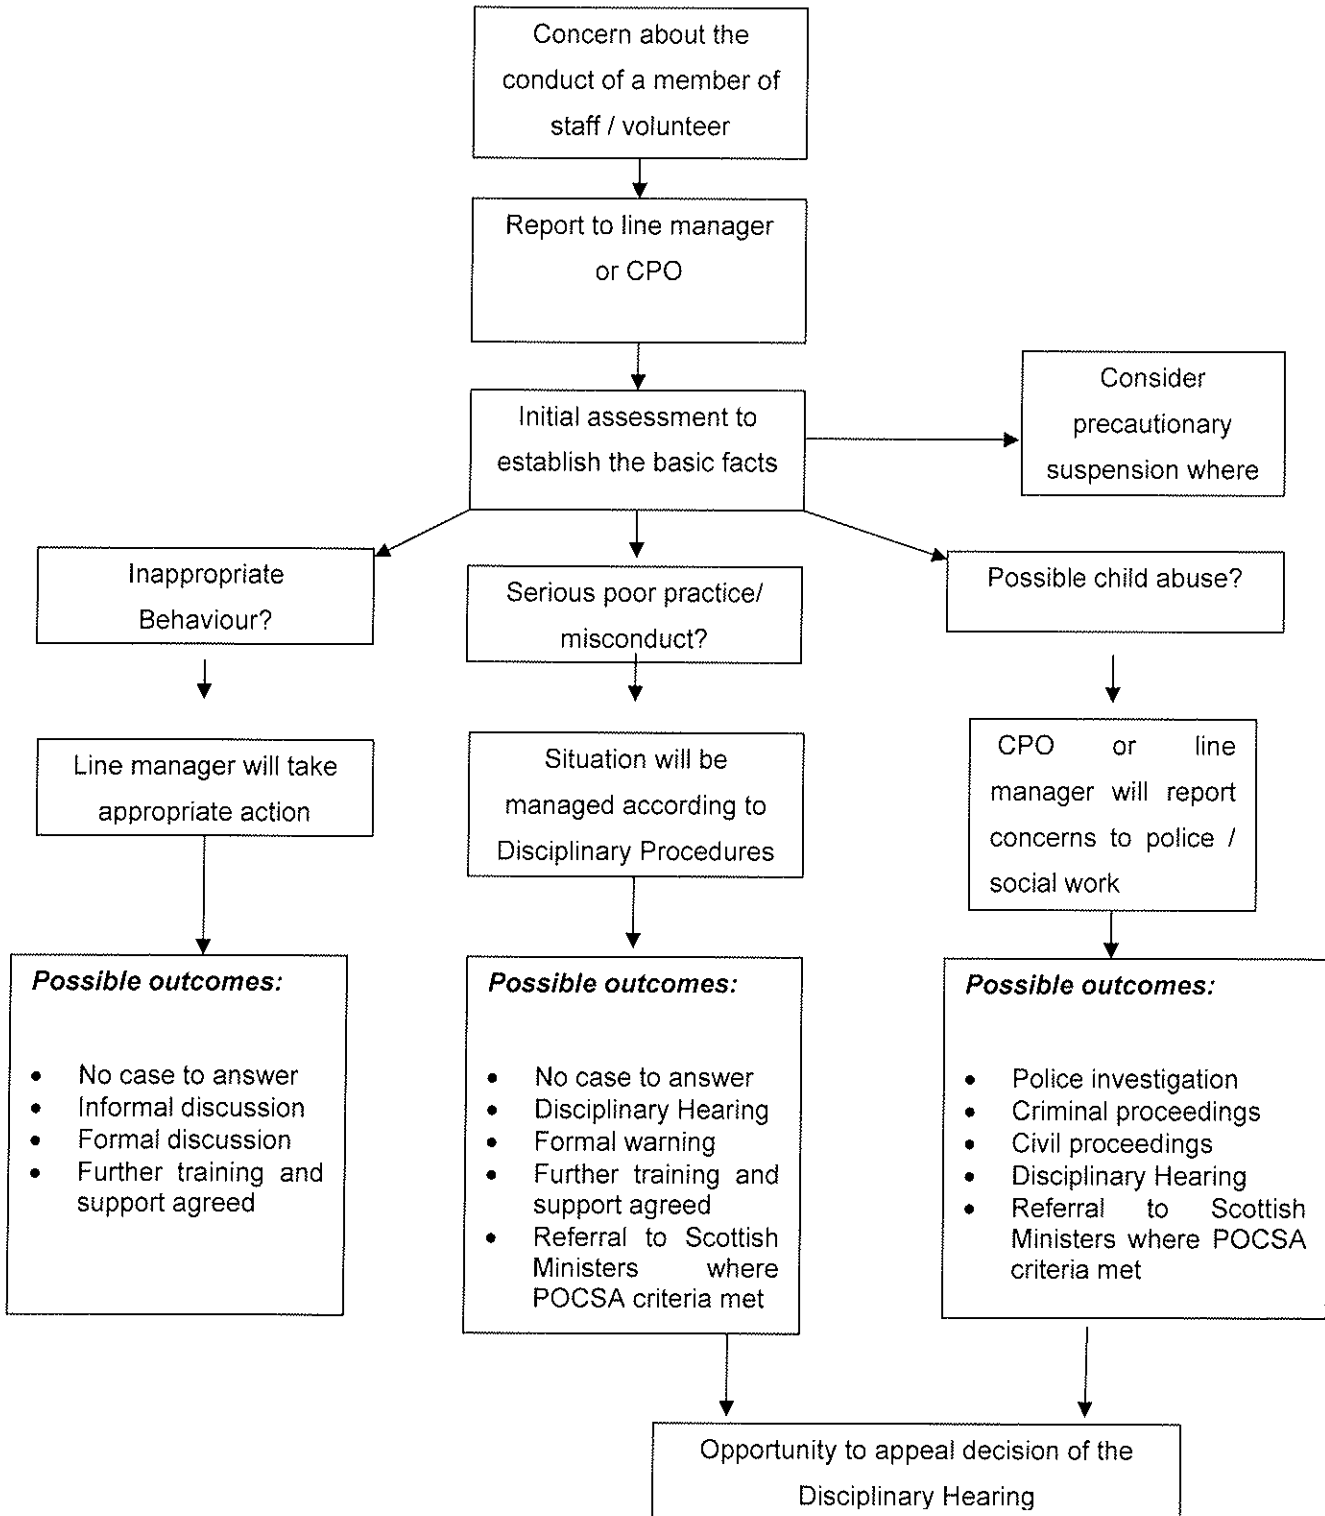 Concern about the
conduct of a member of
staff / volunteer
Report to line manager
or CPO
Initial assessment to
establish the basic facts
Consider
precautionary
suspension where
Inappropriate
Behaviour?
Serious poor practice/
misconduct?
Possible child abuse?
Line manager will take
appropriate action
Situation will be
managed according to
Disciplinary Procedures
CPO or line
manager will report
concerns to police /
social work
Possible outcomes:
• No case to answer
• Informal discussion
• Formal discussion
• Further training and
support agreed
Possible outcomes:
• No case to answer
• Disciplinary Hearing
• Formal warning
• Further training and
support agreed
• Referral to Scottish
Ministers where
POCSA criteria met
Possible outcomes:
• Police investigation
• Criminal proceedings
• Civil proceedings
• Disciplinary Hearing
• Referral to Scottish
Ministers where POCSA
criteria met
Opportunity to appeal decision of the
Disciplinary Hearing